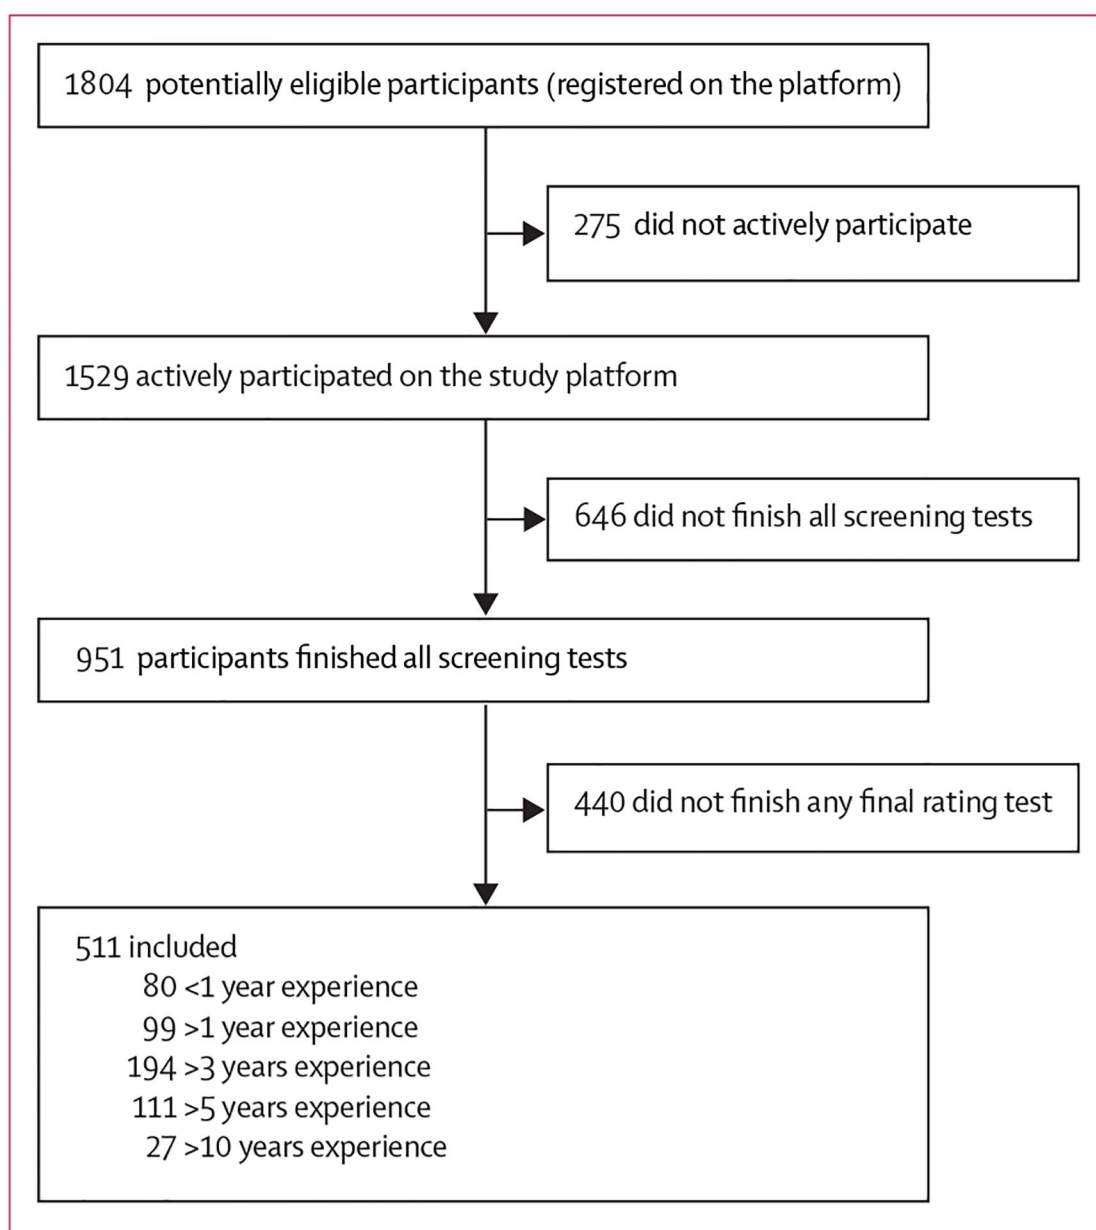 1804 potentially eligible participants (registered on the platform)
275 did not actively participate
1529 actively participated on the study platform
646 did not finish all screening tests
951 participants finished all screening tests
440 did not finish any final rating test
511 included
80 <1 year experience
99 >1 year experience
194 >3 years experience
111 >5 years experience
27 >10 years experience